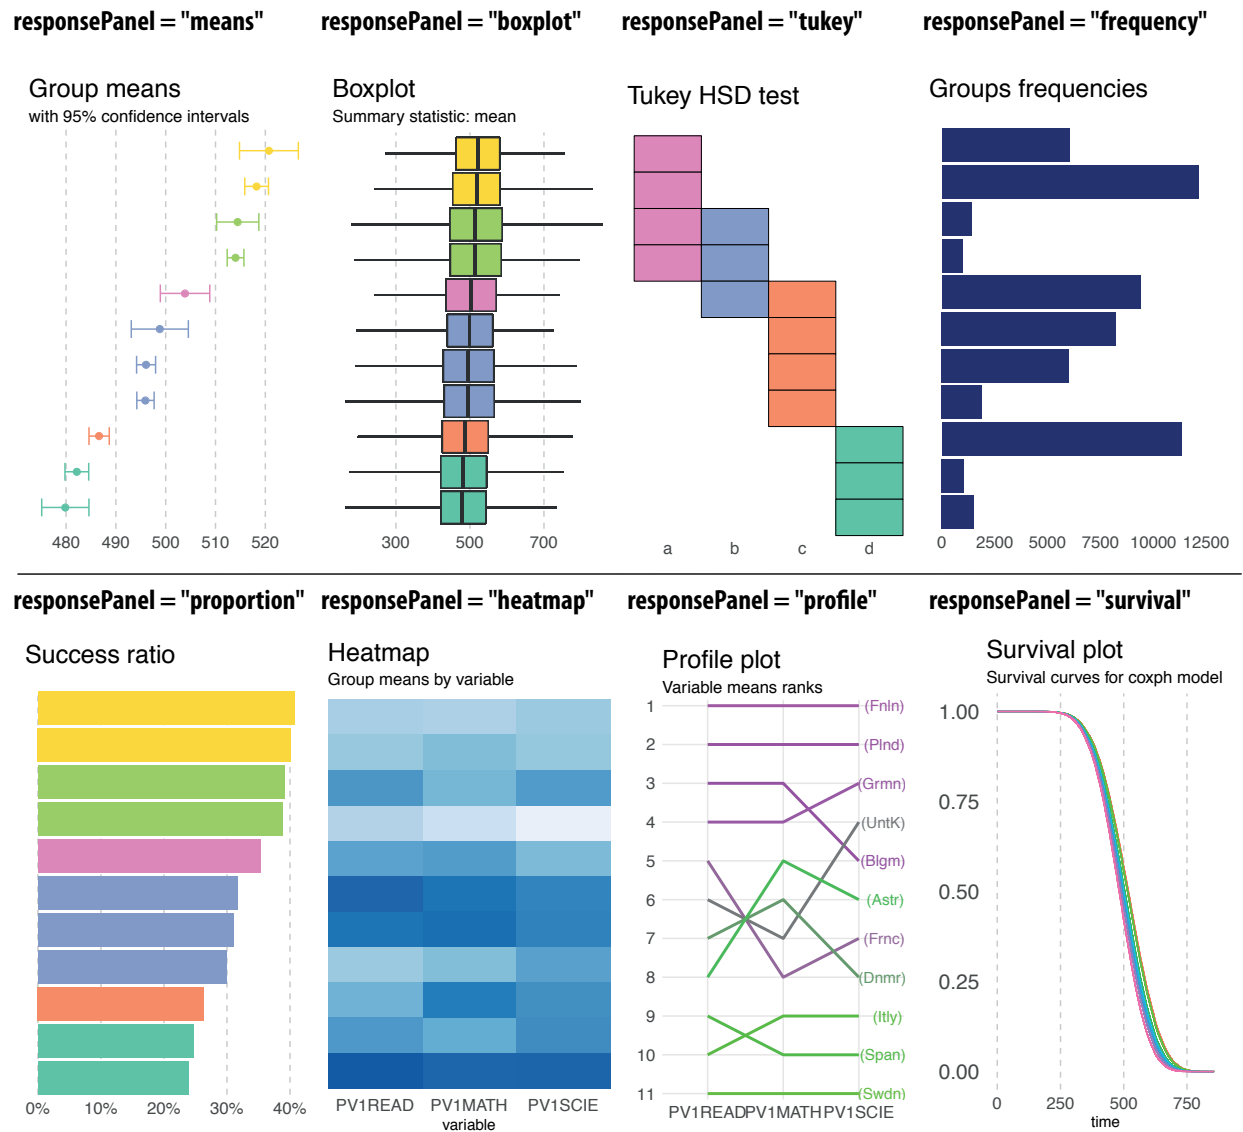 responsePanel = "means"
responsePanel = "boxplot"
responsePanel = "tukey"
responsePanel = "frequency"
Group means
with 95% confidence intervals
480 490 500 510 520
Boxplot
Summary statistic: mean
300 500 700
Tukey HSD test
a b c d
Groups frequencies
0 2500 5000 7500 10000 12500
responsePanel = "proportion"
responsePanel = "heatmap"
responsePanel = "profile"
responsePanel = "survival"
Success ratio
0% 10% 20% 30% 40%
Heatmap
Group means by variable
PV1READ PV1MATH PV1SCIE
variable
Profile plot
Variable means ranks
1 (Fnln)
2 (Plnd)
3 (Grmn)
4 (UntK)
5 (Blgm)
6 (Astr)
7 (Frnc)
8 (Dnmr)
9 (Itly)
10 (Span)
11 (Swdn)
PV1READ PV1MATH PV1SCIE
Survival plot
Survival curves for coxph model
1.00
0.75
0.50
0.25
0.00
0 250 500 750
time